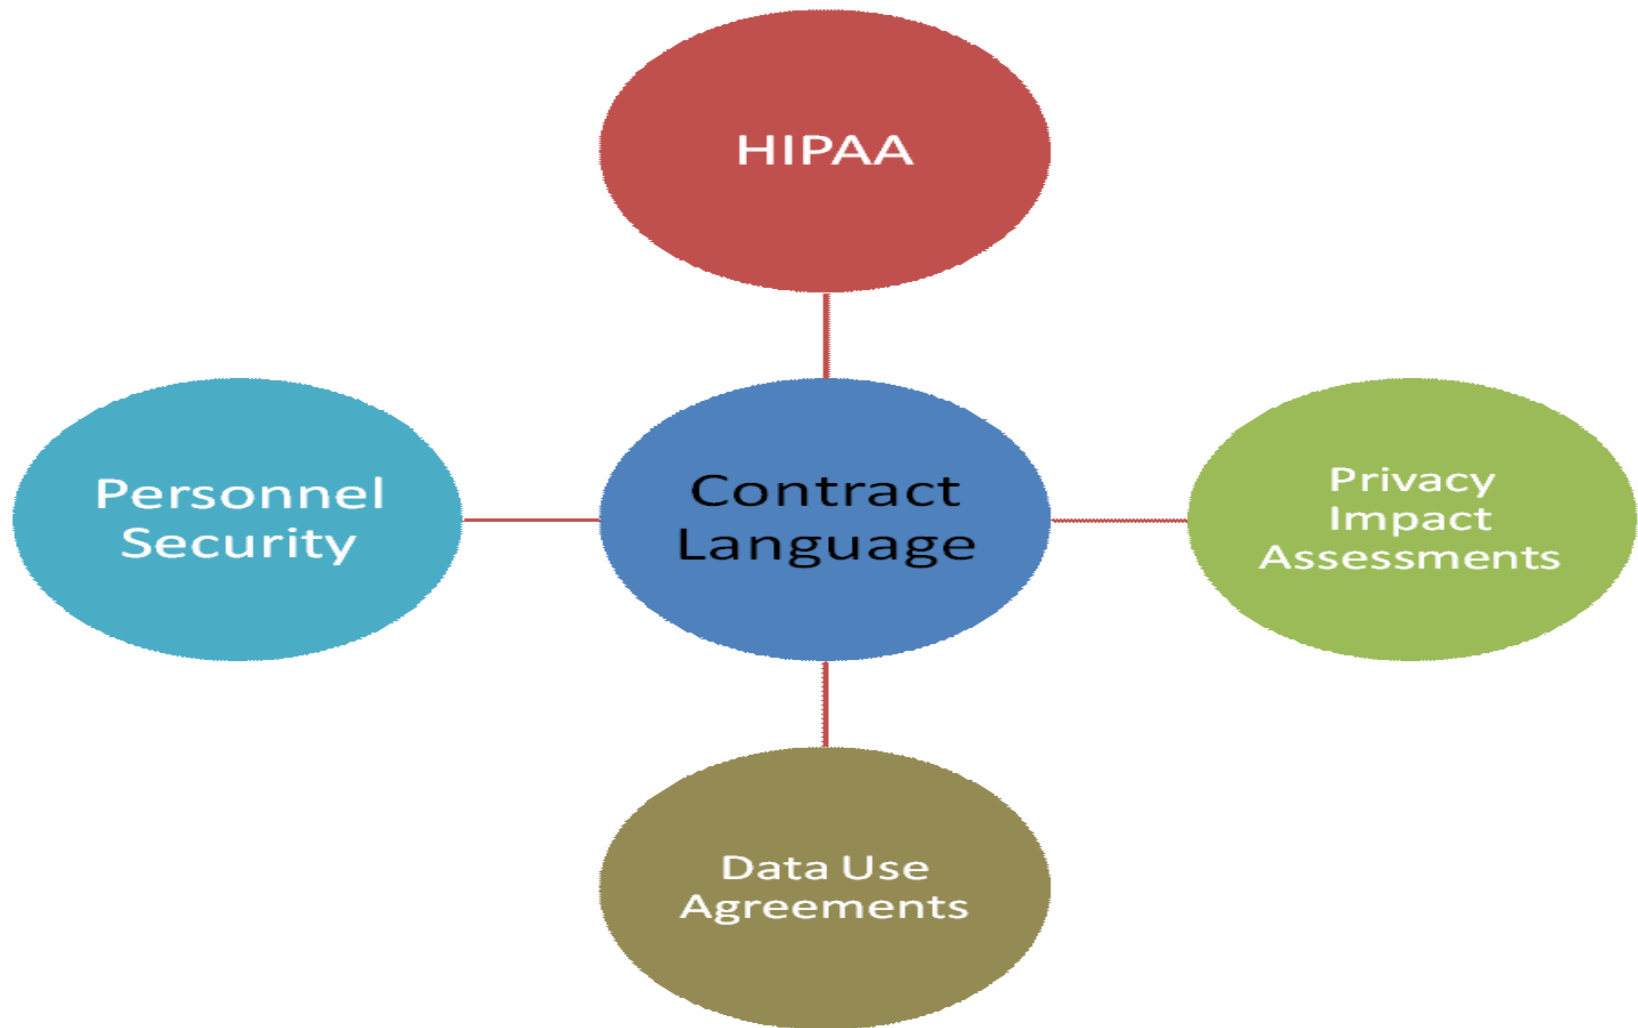 HIPAA
Personnel
Security
Contract
Language
Privacy
Impact
Assessments
Data Use
Agreements